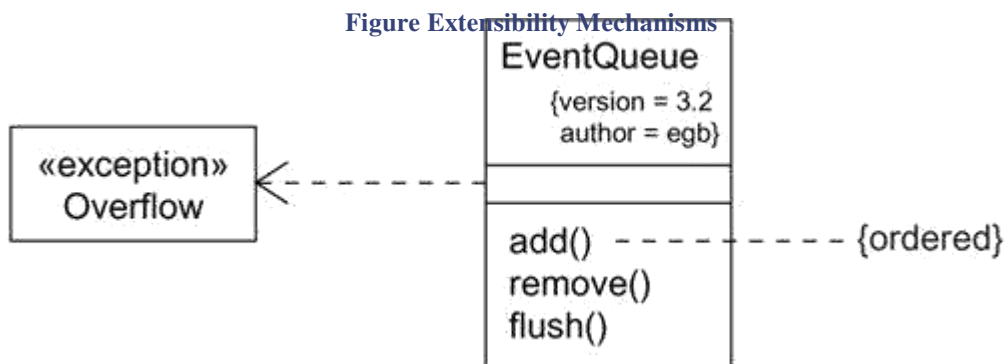 Figure Extensibility Mechanisms
EventQueue
{version = 3.2
author = egb}
«exception»
Overflow
add()
{ordered}
remove()
flush()